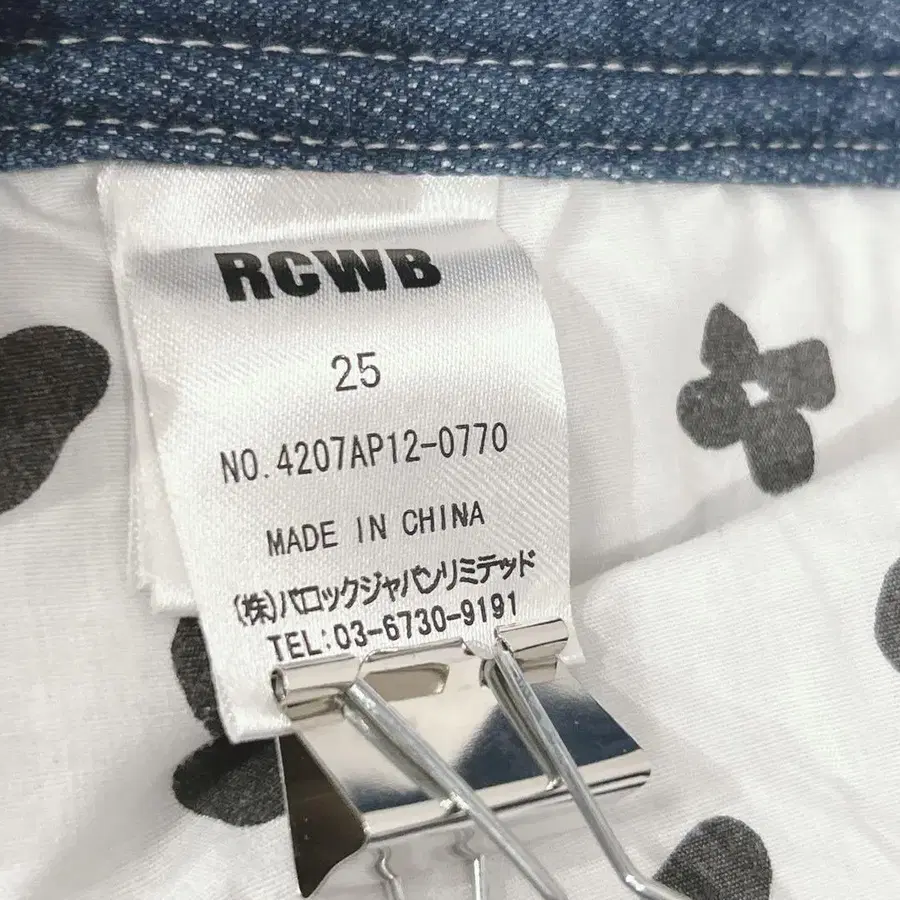 RCWB
25
NO.4207AP12-0770
MADE IN CHINA
(株)バロックジャパンリミテッド
TEL:03-6730-9191